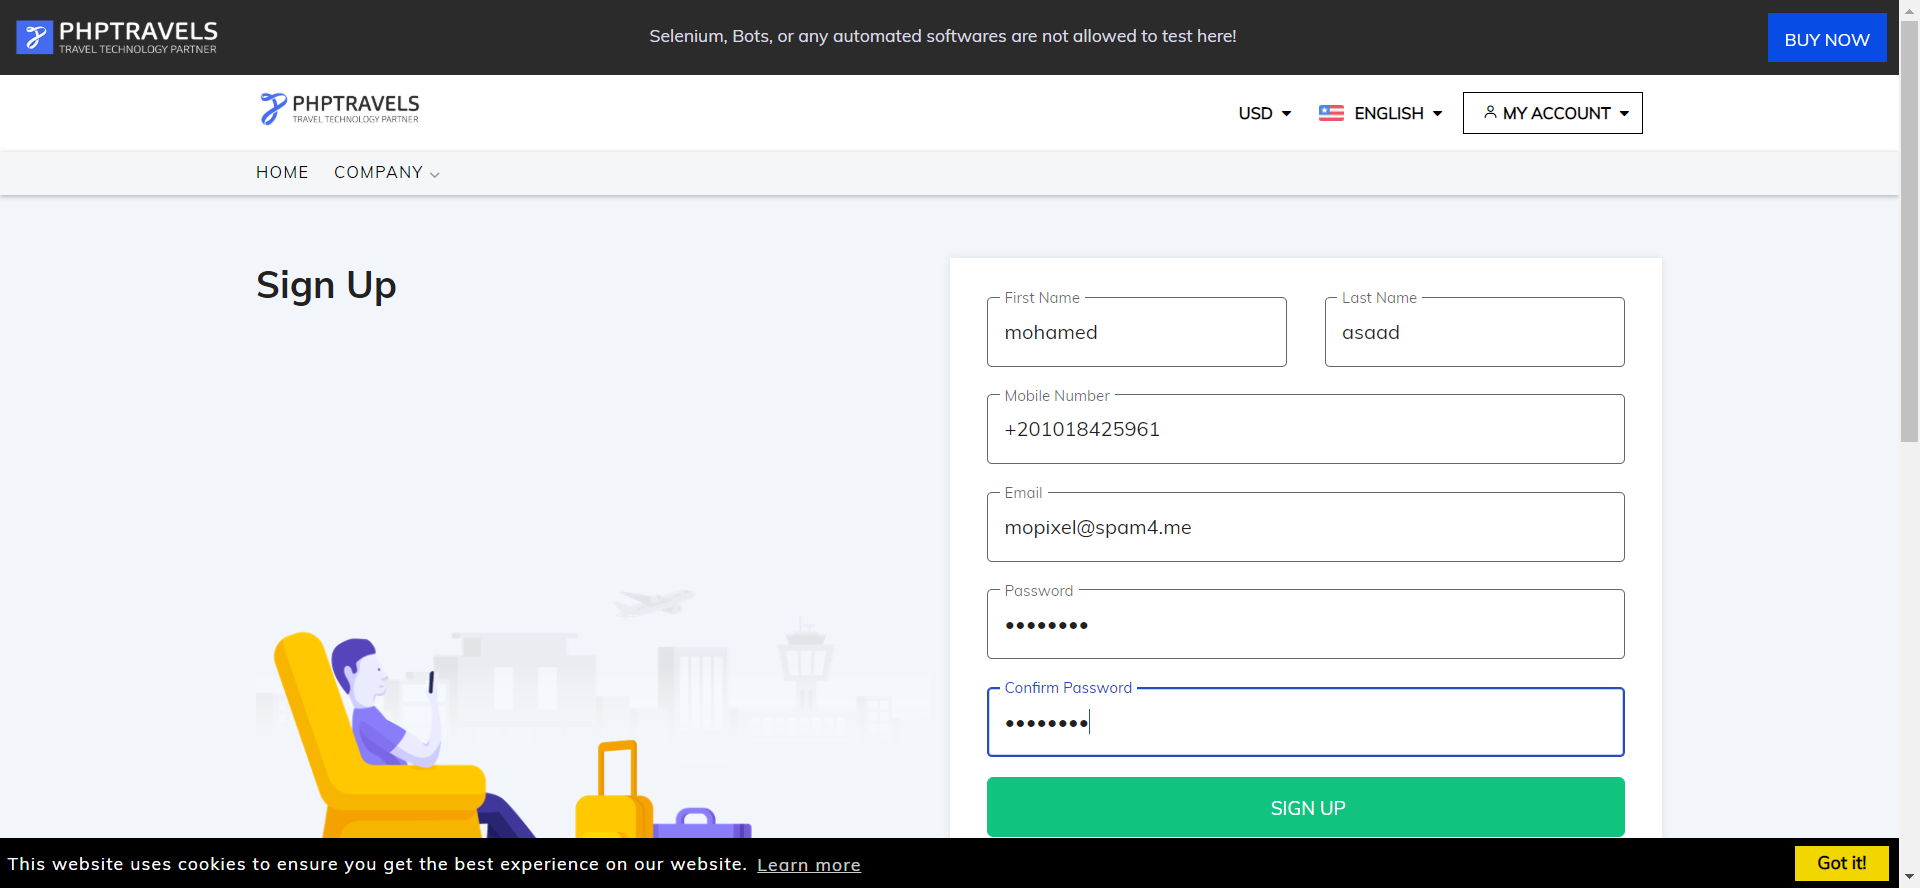 PHPTRAVELS
TRAVEL TECHNOLOGY PARTNER
Selenium, Bots, or any automated softwares are not allowed to test here!
BUY NOW
PHPTRAVELS
TRAVEL TECHNOLOGY PARTNER
USD
ENGLISH
MY ACCOUNT
HOME
COMPANY
Sign Up
First Name
mohamed
Last Name
asaad
Mobile Number
+201018425961
Email
mopixel@spam4.me
Password
••••••••
Confirm Password
••••••••
SIGN UP
This website uses cookies to ensure you get the best experience on our website. Learn more
Got it!